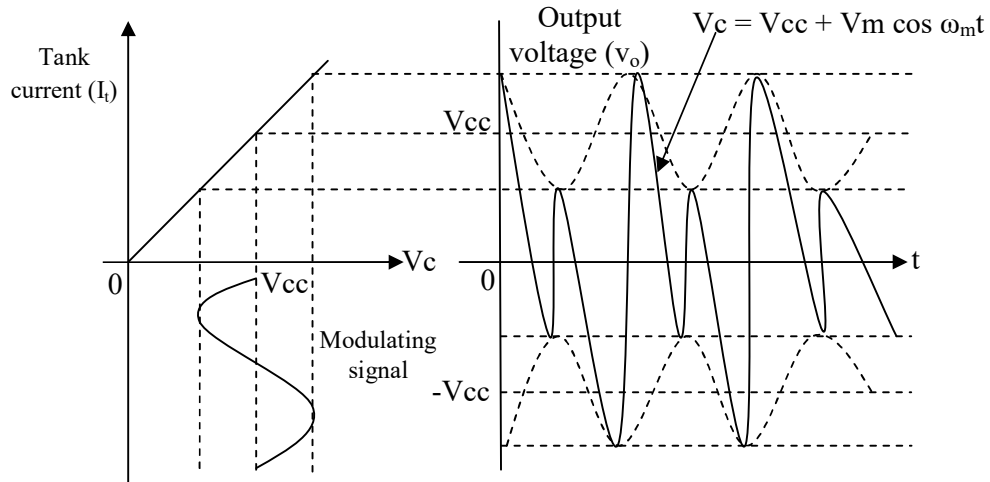 Tank
current (It)
0
Vc
Vcc
Modulating
signal
Output
voltage (vo)
Vc = Vcc + Vm cos ωmt
Vcc
0
t
-Vcc